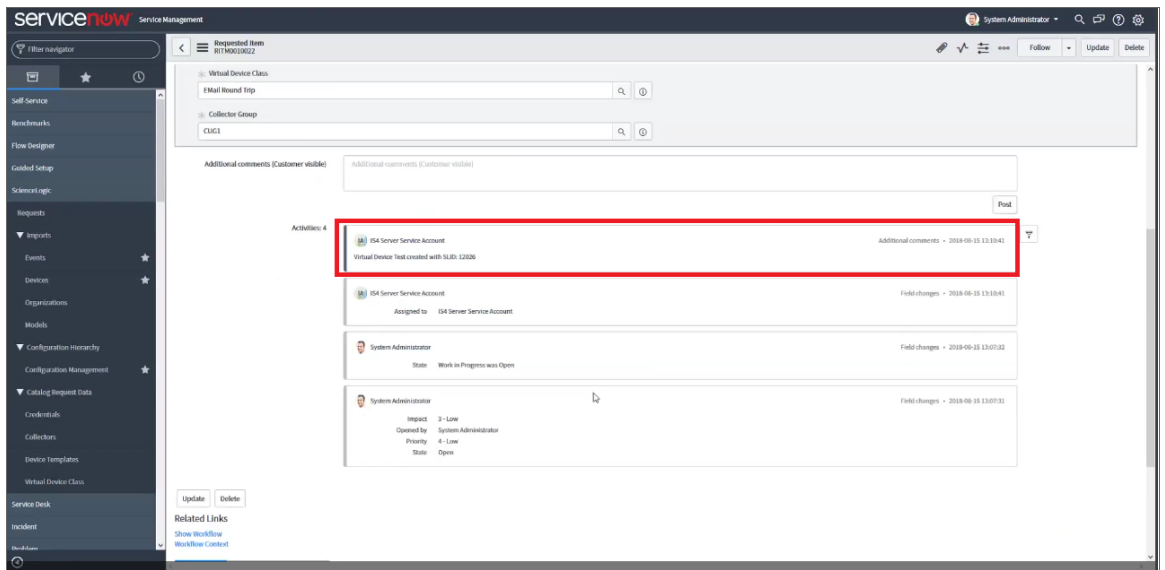 servicenow Service Management
System Administrator
Filter navigator
Requested Item
RITM0010022
Follow
Update
Delete
Self-Service
Benchmarks
Flow Designer
Guided Setup
ScienceLogic
Requests
Imports
Events
Devices
Organizations
Models
Configuration Hierarchy
Configuration Management
Catalog Request Data
Credentials
Collectors
Device Templates
Virtual Device Class
Service Desk
Incident
Problem
Virtual Device Class
EMail Round Trip
Collector Group
CUG1
Additional comments (Customer visible)
Additional comments (Customer visible)
Post
Activities: 4
IS4 Server Service Account
Additional comments • 2018-08-15 13:10:41
Virtual Device Test created with SLID: 12026
IS4 Server Service Account
Field changes • 2018-08-15 13:10:41
Assigned to IS4 Server Service Account
System Administrator
Field changes • 2018-08-15 13:07:32
State Work in Progress was Open
System Administrator
Field changes • 2018-08-15 13:07:31
Impact 3 - Low
Opened by System Administrator
Priority 4 - Low
State Open
Update
Delete
Related Links
Show Workflow
Workflow Context